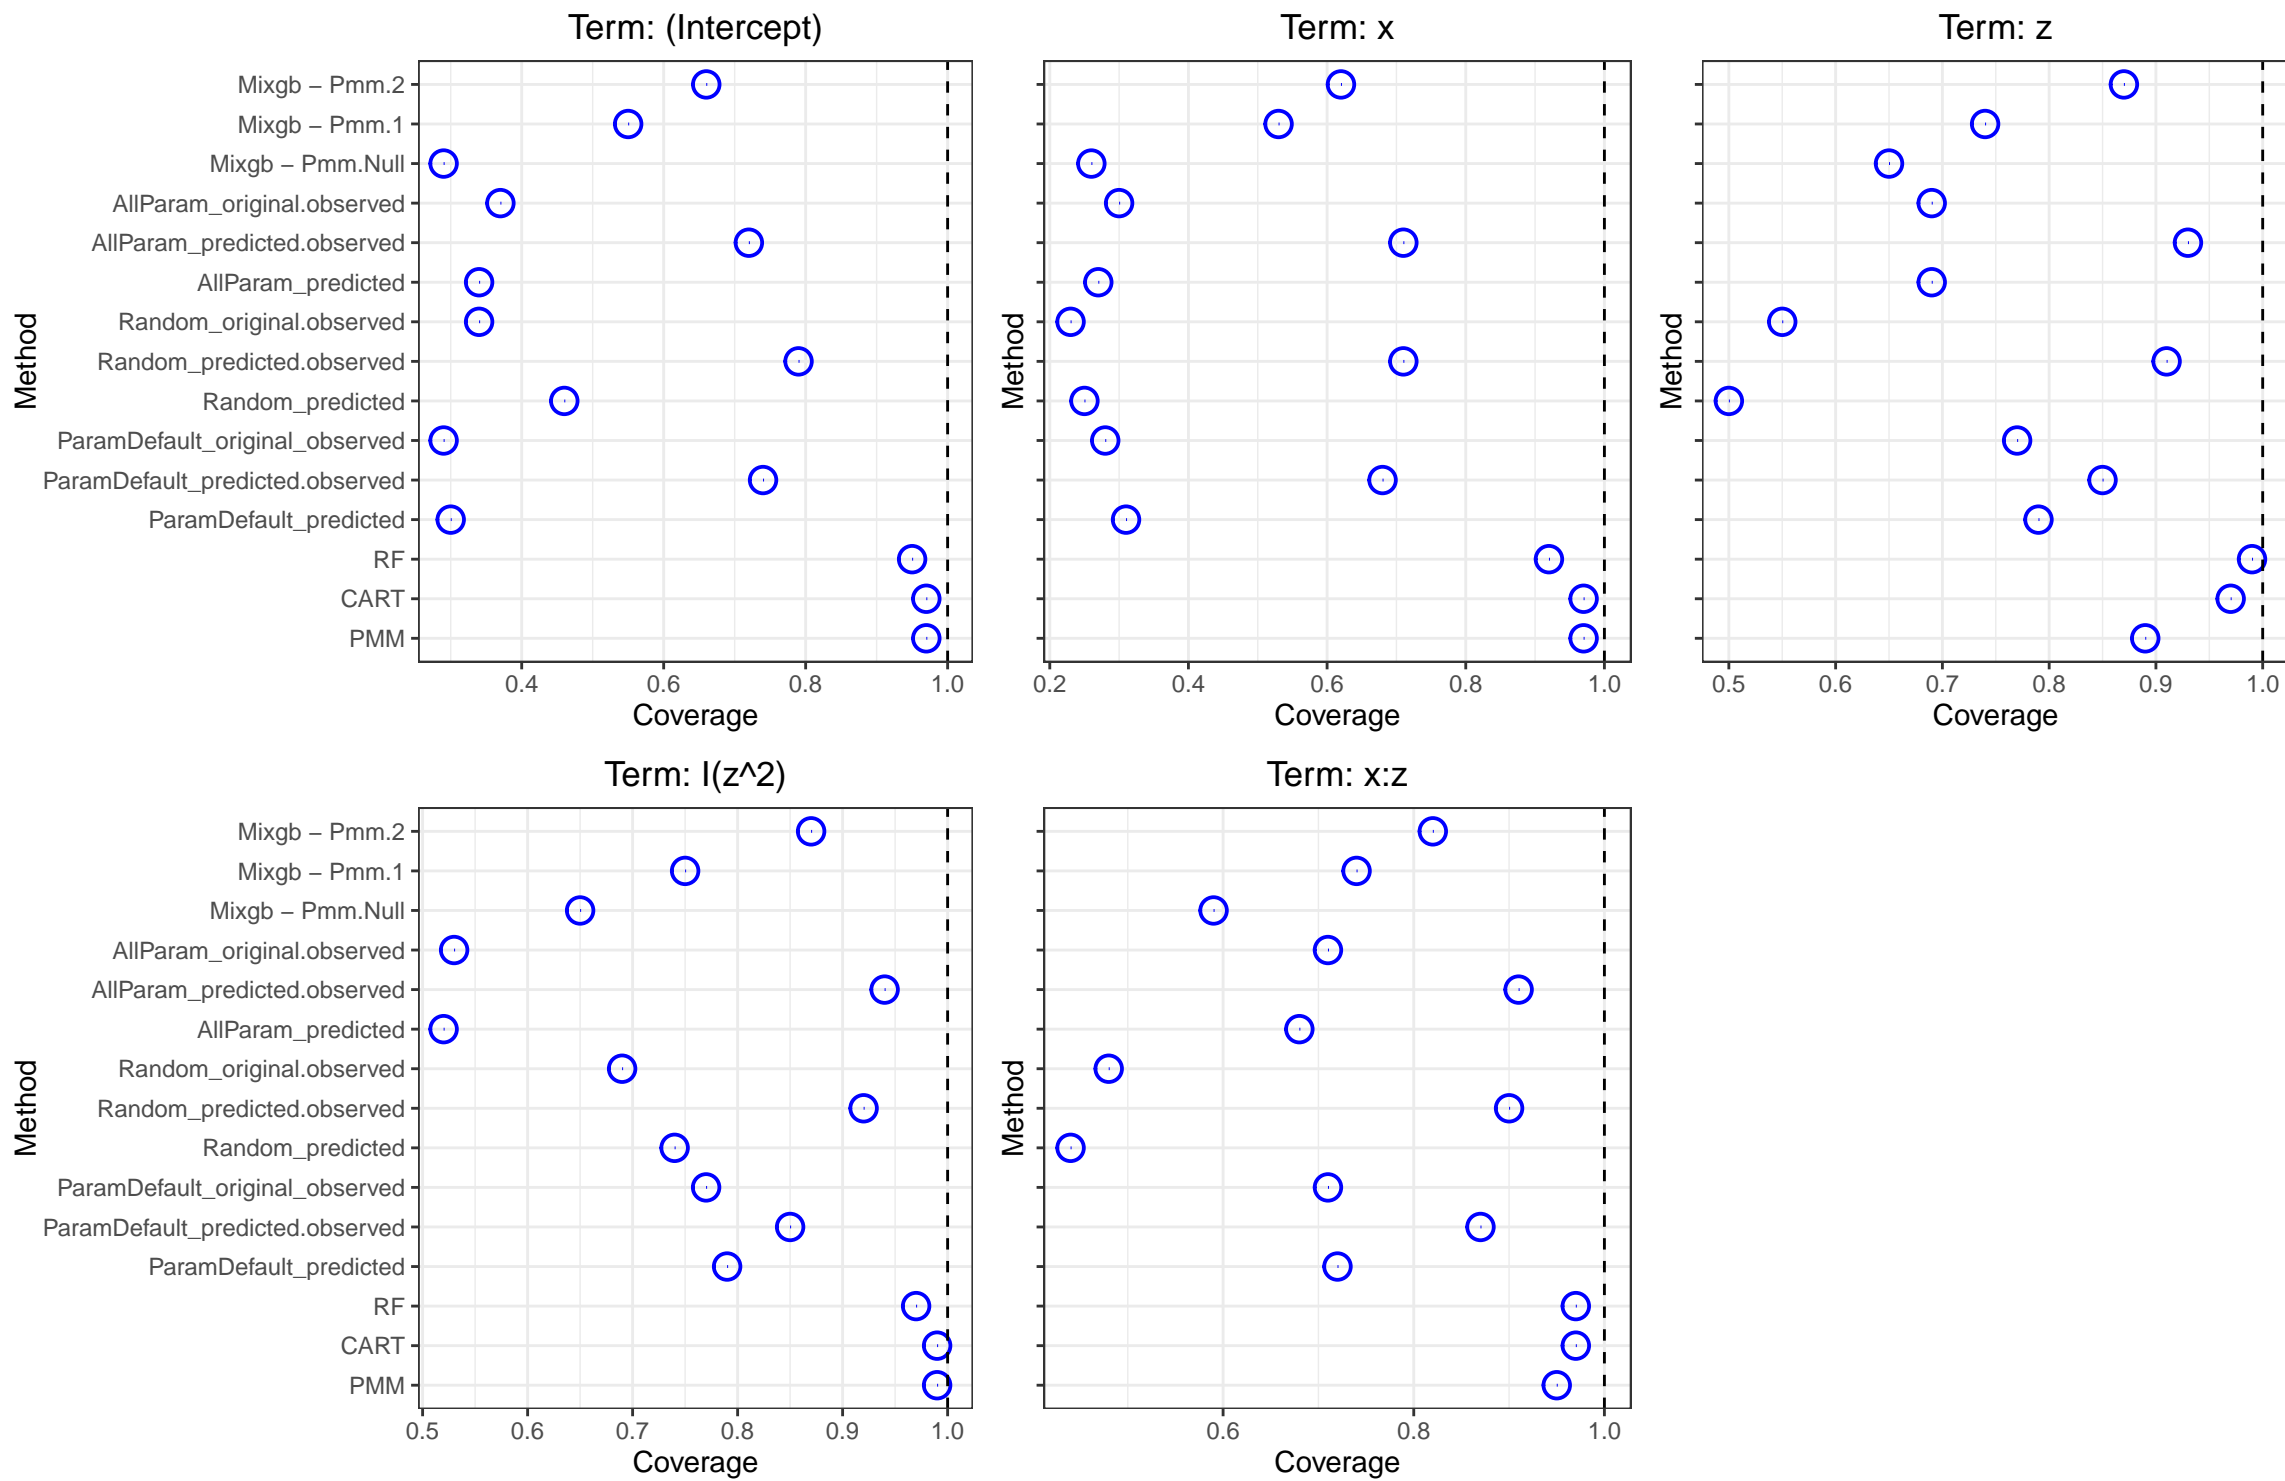 Term: (Intercept)
Term: x
Term: z
Mixgb − Pmm.2
Mixgb − Pmm.1
Mixgb − Pmm.Null
AllParam_original.observed
AllParam_predicted.observed
AllParam_predicted
Random_original.observed
Random_predicted.observed
Random_predicted
ParamDefault_original_observed
ParamDefault_predicted.observed
ParamDefault_predicted
RF
CART
PMM
Method
Method
Method
0.4 0.6 0.8 1.0
0.2 0.4 0.6 0.8 1.0
0.5 0.6 0.7 0.8 0.9 1.0
Coverage
Coverage
Coverage
Term: I(z^2)
Term: x:z
Mixgb − Pmm.2
Mixgb − Pmm.1
Mixgb − Pmm.Null
AllParam_original.observed
AllParam_predicted.observed
AllParam_predicted
Random_original.observed
Random_predicted.observed
Random_predicted
ParamDefault_original_observed
ParamDefault_predicted.observed
ParamDefault_predicted
RF
CART
PMM
Method
Method
0.5 0.6 0.7 0.8 0.9 1.0
0.6 0.8 1.0
Coverage
Coverage